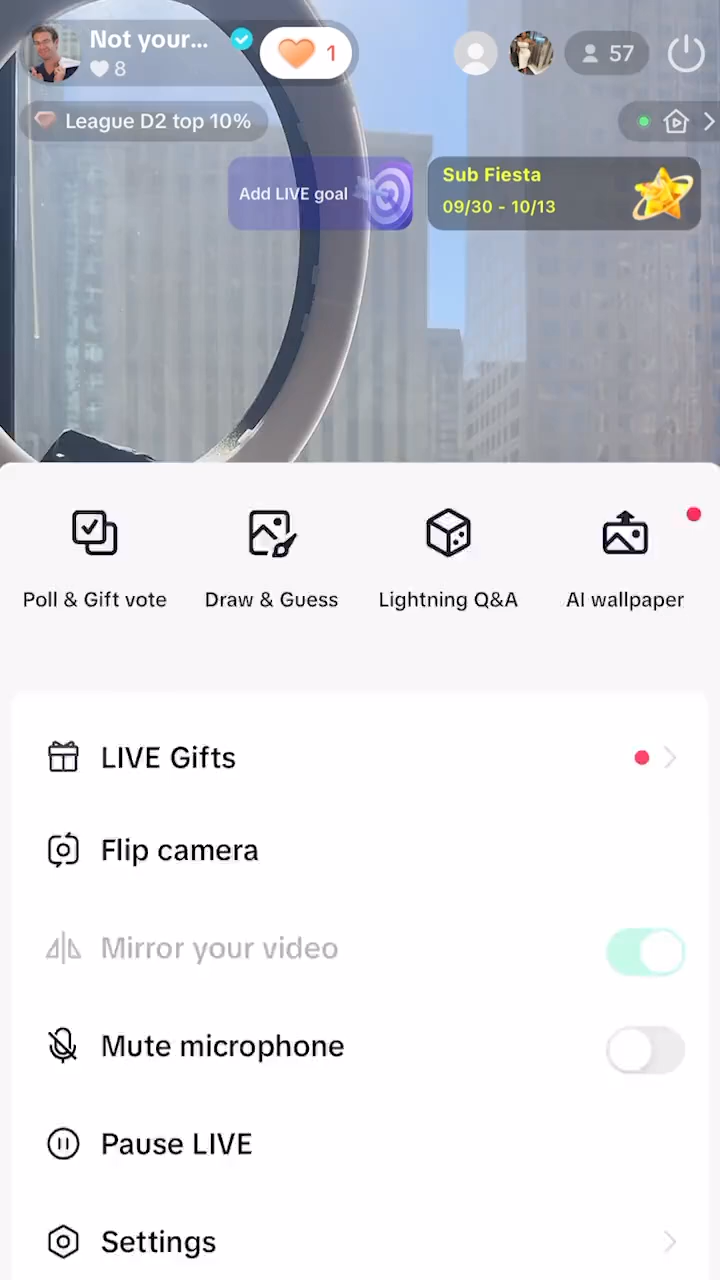 Not your...
1
8
57
League D2 top 10%
Add LIVE goal
Sub Fiesta
09/30 - 10/13
Poll & Gift vote
Draw & Guess
Lightning Q&A
AI wallpaper
LIVE Gifts
Flip camera
Mirror your video
Mute microphone
Pause LIVE
Settings